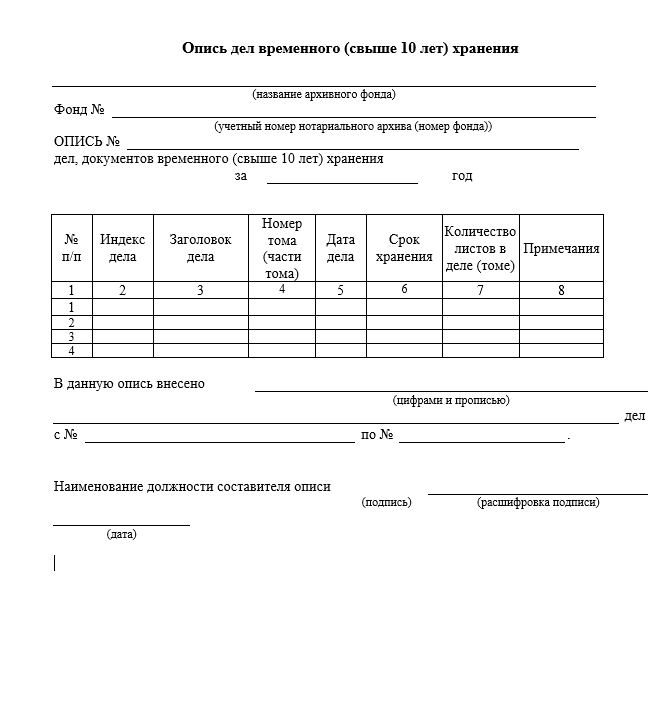 Опись дел временного (свыше 10 лет) хранения
(название архивного фонда)
Фонд №
(учетный номер нотариального архива (номер фонда))
ОПИСЬ №
дел, документов временного (свыше 10 лет) хранения
за год
№ п/п Индекс дела Заголовок дела Номер тома (части тома) Дата дела Срок хранения Количество листов в деле (томе) Примечания
1 2 3 4 5 6 7 8
1
2
3
4
В данную опись внесено
(цифрами и прописью)
дел
с № по № .
Наименование должности составителя описи
(подпись) (расшифровка подписи)
(дата)